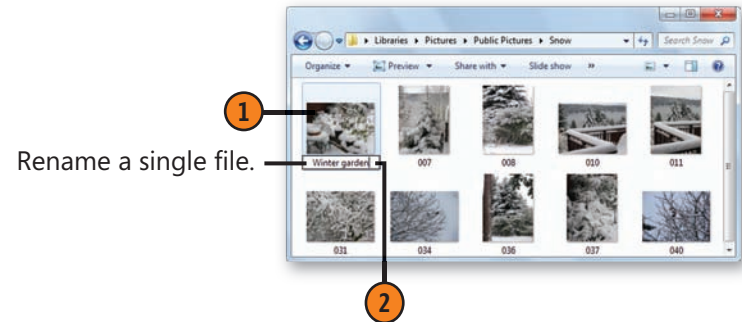 Libraries ▸ Pictures ▸ Public Pictures ▸ Snow
Search Snow
Organize ▾ Preview ▾ Share with ▾ Slide show »
1
Rename a single file.
Winter garden 007 008 010 011
031 034 036 037 040
2